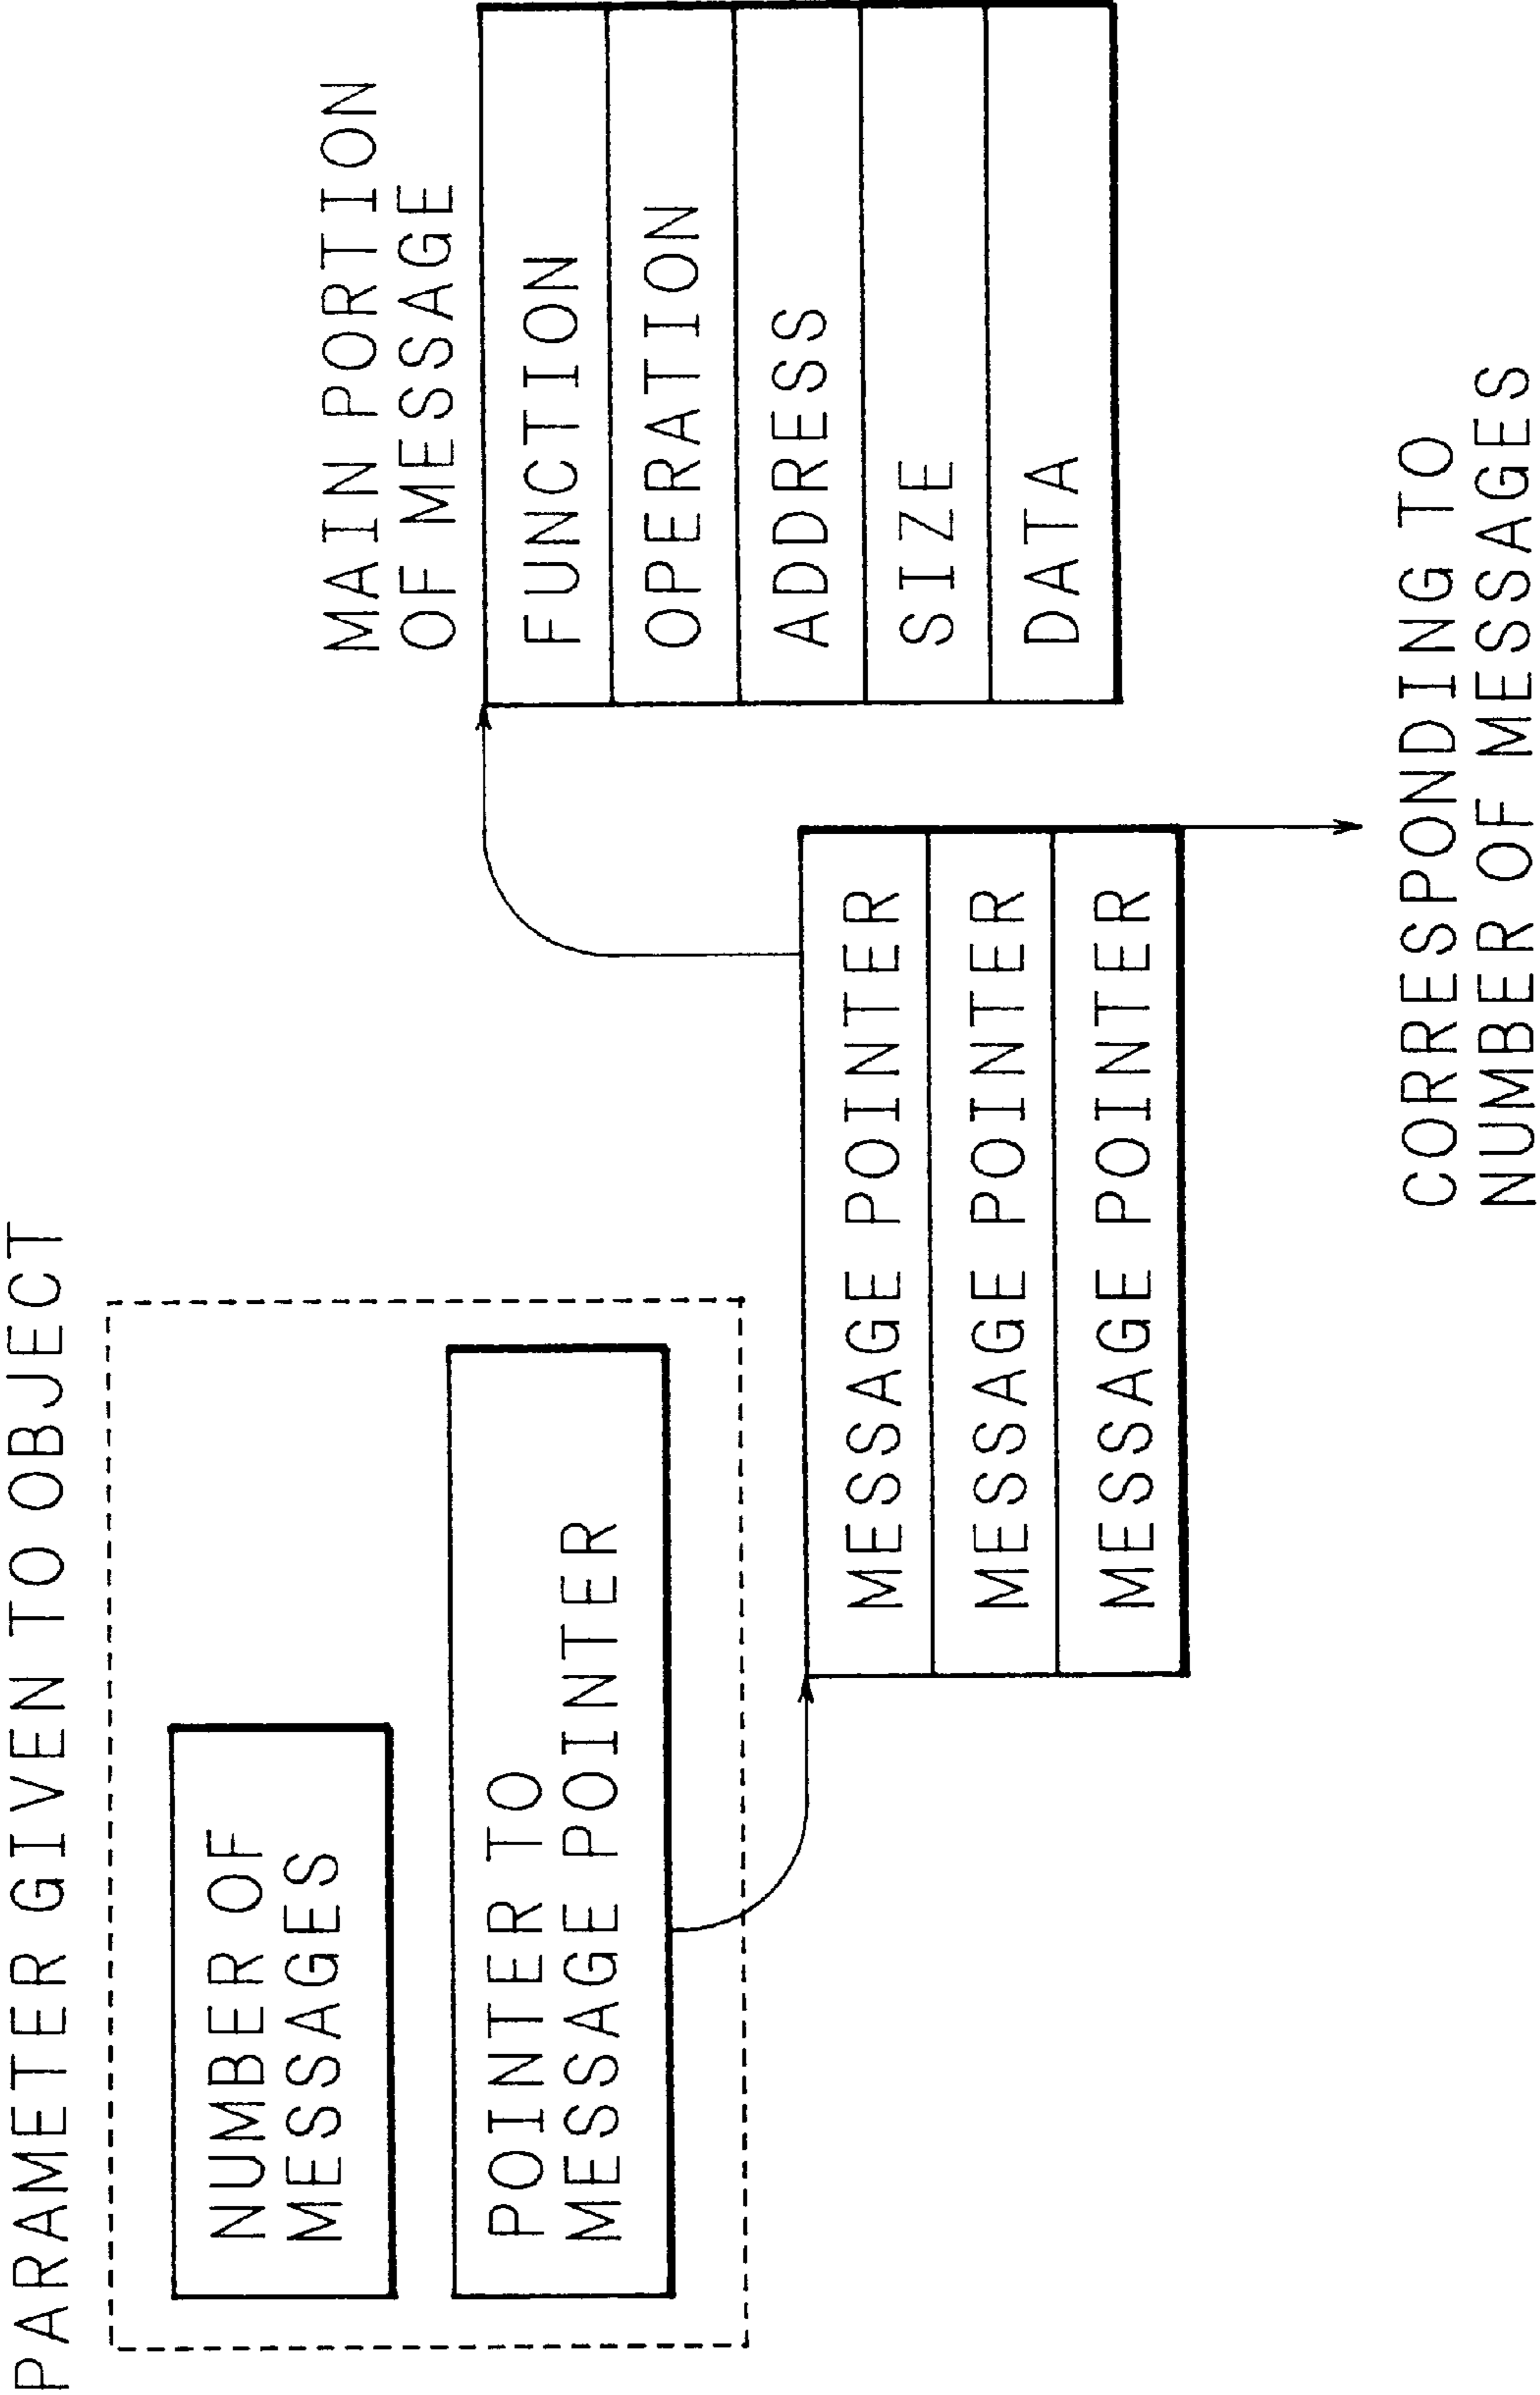 PARAMETER GIVEN TO OBJECT
NUMBER OF
MESSAGES
POINTER TO
MESSAGE POINTER
MESSAGE POINTER
MESSAGE POINTER
MESSAGE POINTER
CORRESPONDING TO
NUMBER OF MESSAGES
MAIN PORTION
OF MESSAGE
FUNCTION
OPERATION
ADDRESS
SIZE
DATA